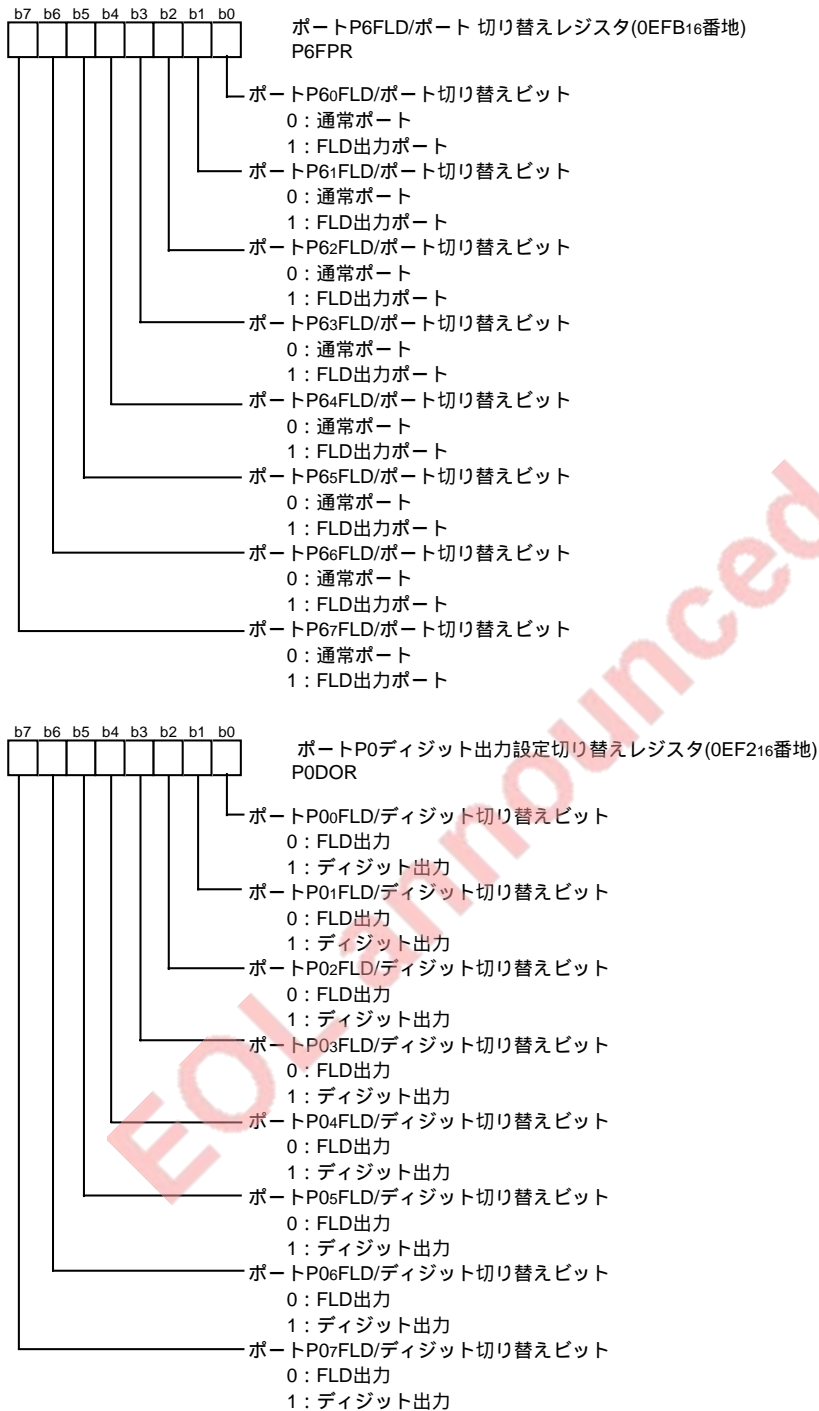 b7 b6 b5 b4 b3 b2 b1 b0
ポートP6FLD/ポート 切り替えレジスタ(0EFB16番地)
P6FPR
ポートP60FLD/ポート切り替えビット
0：通常ポート
1：FLD出力ポート
ポートP61FLD/ポート切り替えビット
0：通常ポート
1：FLD出力ポート
ポートP62FLD/ポート切り替えビット
0：通常ポート
1：FLD出力ポート
ポートP63FLD/ポート切り替えビット
0：通常ポート
1：FLD出力ポート
ポートP64FLD/ポート切り替えビット
0：通常ポート
1：FLD出力ポート
ポートP65FLD/ポート切り替えビット
0：通常ポート
1：FLD出力ポート
ポートP66FLD/ポート切り替えビット
0：通常ポート
1：FLD出力ポート
ポートP67FLD/ポート切り替えビット
0：通常ポート
1：FLD出力ポート
b7 b6 b5 b4 b3 b2 b1 b0
ポートP0ディジット出力設定切り替えレジスタ(0EF216番地)
P0DOR
ポートP00FLD/ディジット切り替えビット
0：FLD出力
1：ディジット出力
ポートP01FLD/ディジット切り替えビット
0：FLD出力
1：ディジット出力
ポートP02FLD/ディジット切り替えビット
0：FLD出力
1：ディジット出力
ポートP03FLD/ディジット切り替えビット
0：FLD出力
1：ディジット出力
ポートP04FLD/ディジット切り替えビット
0：FLD出力
1：ディジット出力
ポートP05FLD/ディジット切り替えビット
0：FLD出力
1：ディジット出力
ポートP06FLD/ディジット切り替えビット
0：FLD出力
1：ディジット出力
ポートP07FLD/ディジット切り替えビット
0：FLD出力
1：ディジット出力
EOL announced